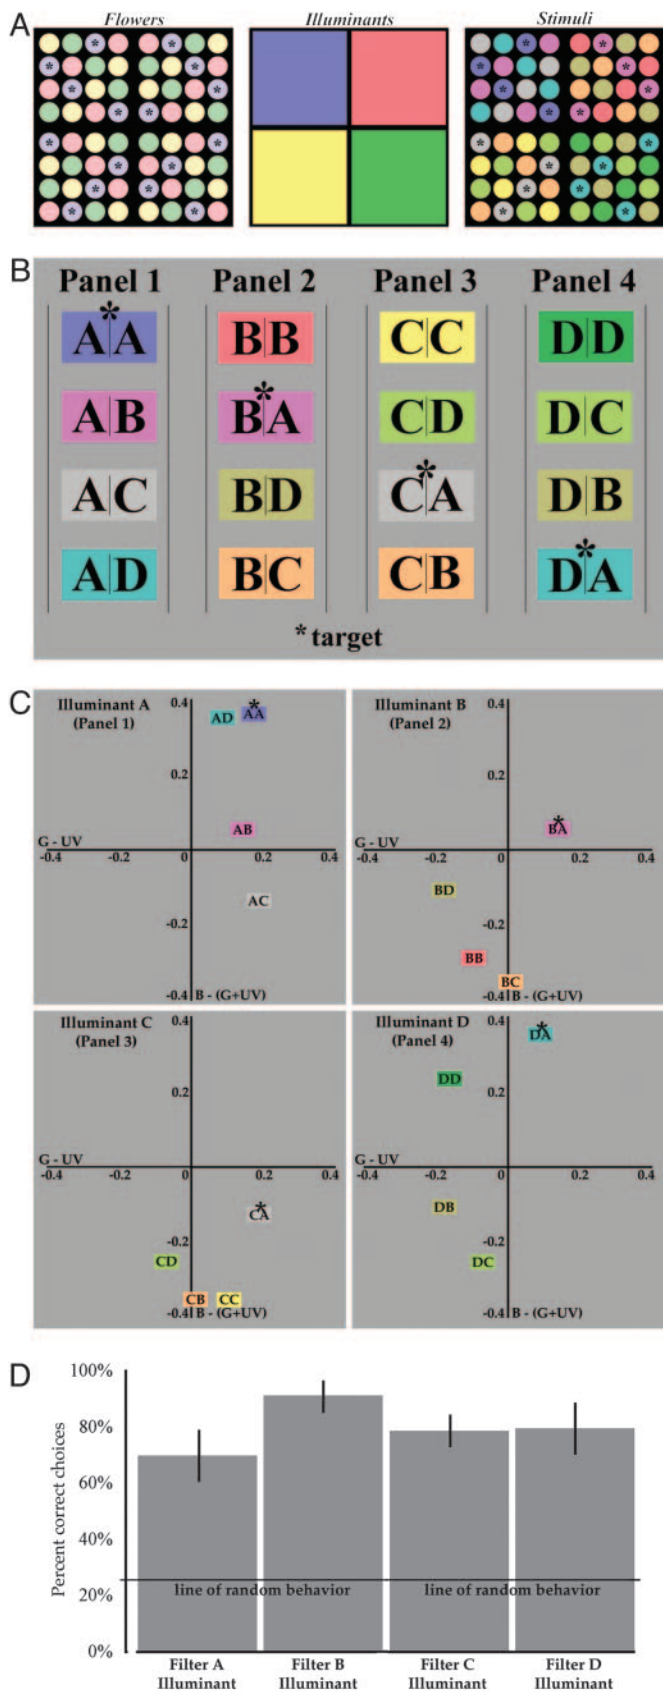 A
Flowers
Illuminants
Stimuli
B
Panel 1 Panel 2 Panel 3 Panel 4
A|A B|B C|C D|D
A|B B|A C|D D|C
A|C B|D C|A D|B
A|D B|C C|B D|A
*target
C
Illuminant A
(Panel 1)
0.4
AD
AA
*
0.2
AB
G - UV
-0.4 -0.2 0 0.2 0.4
AC
-0.2
-0.4 B - (G+UV)
Illuminant B
(Panel 2)
0.4
0.2
BA
*
G - UV
-0.4 -0.2 0 0.2 0.4
BD
-0.2
BB
BC
-0.4 B - (G+UV)
Illuminant C
(Panel 3)
0.4
0.2
G - UV
-0.4 -0.2 0 0.2 0.4
CA
*
-0.2
CD
CB CC
-0.4 B - (G+UV)
Illuminant D
(Panel 4)
0.4
DA
*
DD
0.2
G - UV
-0.4 -0.2 0 0.2 0.4
DB
-0.2
DC
-0.4 B - (G+UV)
D
Percent correct choices
100%
80%
60%
40%
20%
0%
line of random behavior line of random behavior
Filter A Filter B Filter C Filter D
Illuminant Illuminant Illuminant Illuminant